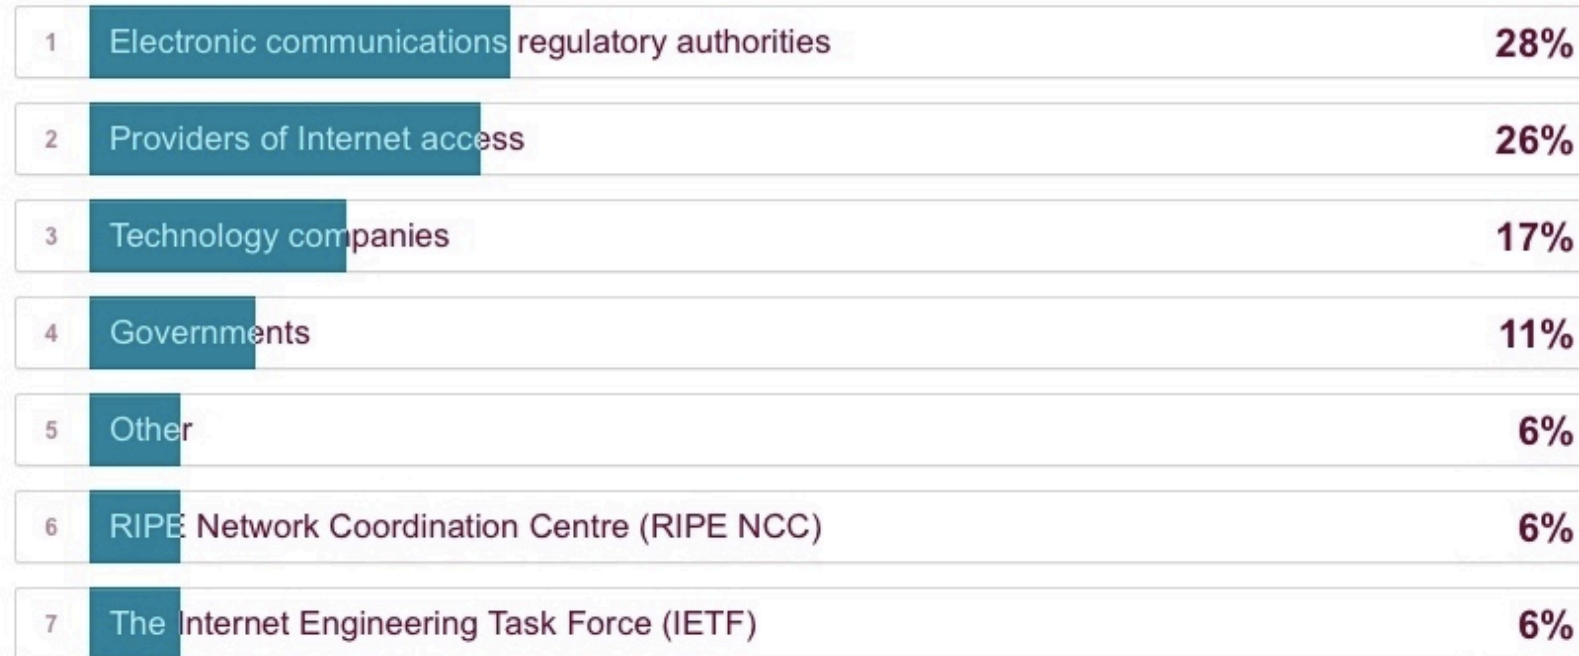 1 Electronic communications regulatory authorities 28%
2 Providers of Internet access 26%
3 Technology companies 17%
4 Governments 11%
5 Other 6%
6 RIPE Network Coordination Centre (RIPE NCC) 6%
7 The Internet Engineering Task Force (IETF) 6%